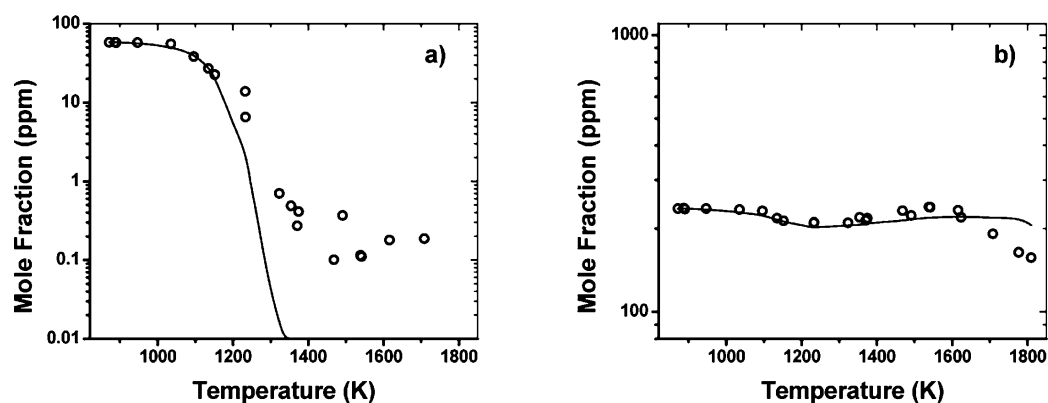 100
10
1
0.1
0.01
Mole Fraction (ppm)
a)
1000 1200 1400 1600 1800
Temperature (K)
1000
100
Mole Fraction (ppm)
b)
1000 1200 1400 1600 1800
Temperature (K)